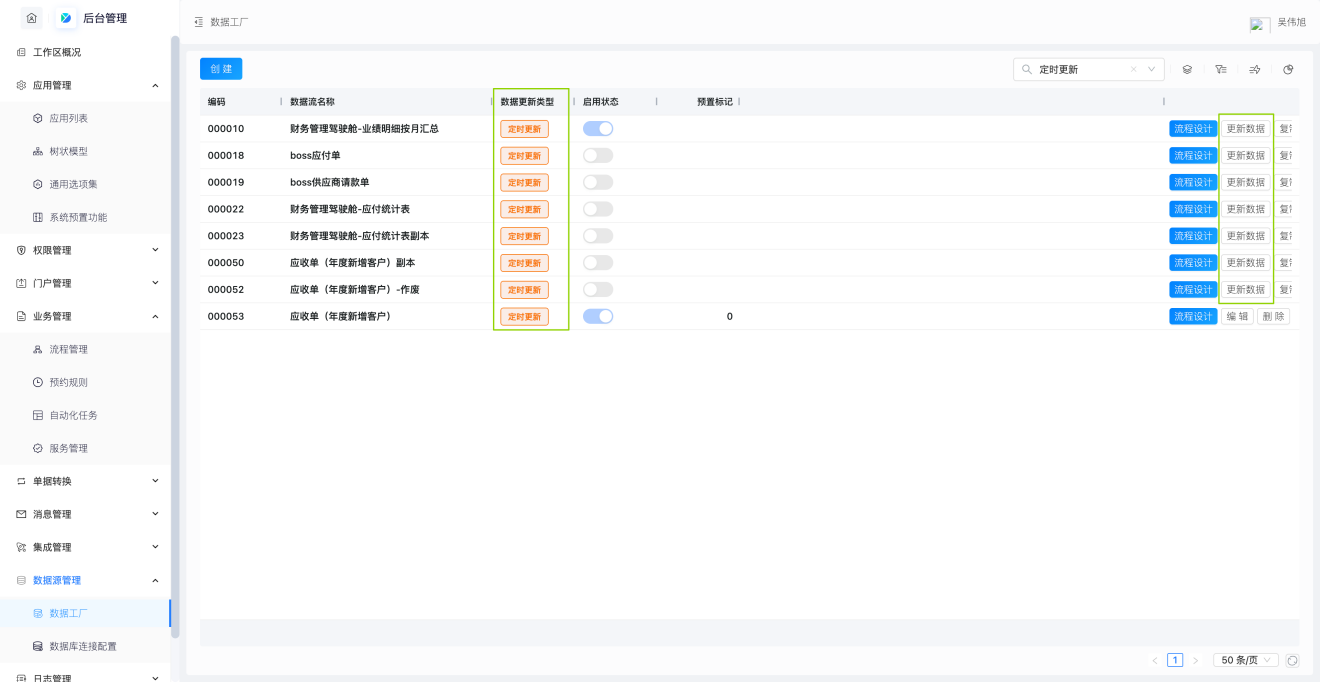 后台管理
数据工厂
吴伟旭
工作区概况
应用管理
应用列表
树状模型
通用选项集
系统预置功能
权限管理
门户管理
业务管理
流程管理
预约规则
自动化任务
服务管理
单据转换
消息管理
集成管理
数据源管理
数据工厂
数据库连接配置
日志管理
创 建
定时更新
编码 数据流名称 数据更新类型 启用状态 预置标记
000010 财务管理驾驶舱-业绩明细按月汇总 定时更新 流程设计 更新数据
000018 boss应付单 定时更新 流程设计 更新数据
000019 boss供应商请款单 定时更新 流程设计 更新数据
000022 财务管理驾驶舱-应付统计表 定时更新 流程设计 更新数据
000023 财务管理驾驶舱-应付统计表副本 定时更新 流程设计 更新数据
000050 应收单（年度新增客户）副本 定时更新 流程设计 更新数据
000052 应收单（年度新增客户）-作废 定时更新 流程设计 更新数据
000053 应收单（年度新增客户） 定时更新 0 流程设计 编 辑 删 除
1 50 条/页